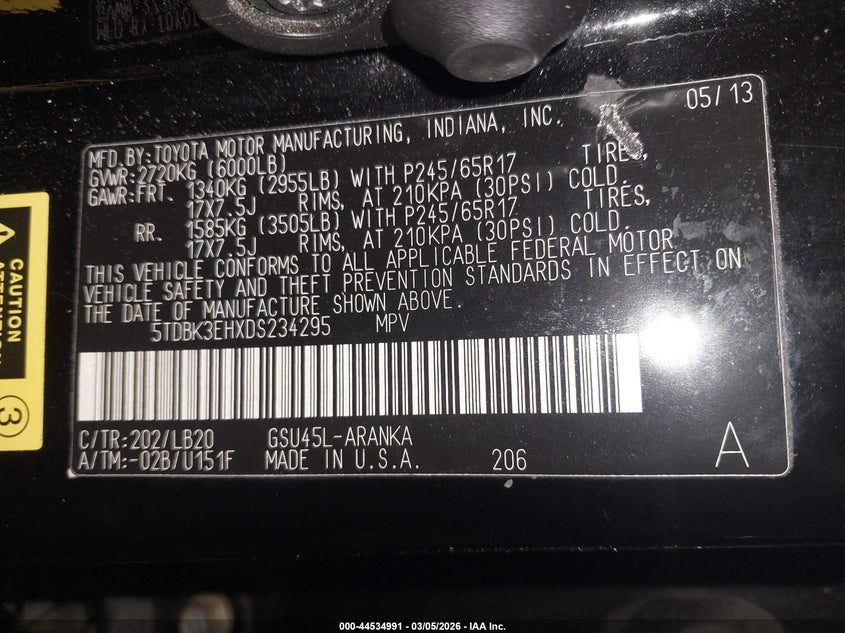 05/13
MFD.BY:TOYOTA MOTOR MANUFACTURING, INDIANA, INC.
GVWR:2720KG (6000LB)
GAWR:FRT. 1340KG (2955LB) WITH P245/65R17 TIRES,
17X7.5J RIMS, AT 210KPA (30PSI) COLD.
RR. 1585KG (3505LB) WITH P245/65R17 TIRES,
17X7.5J RIMS, AT 210KPA (30PSI) COLD.
THIS VEHICLE CONFORMS TO ALL APPLICABLE FEDERAL MOTOR
VEHICLE SAFETY AND THEFT PREVENTION STANDARDS IN EFFECT ON
THE DATE OF MANUFACTURE SHOWN ABOVE.
5TDBK3EHXDS234295 MPV
C/TR:202/LB20 GSU45L-ARANKA
A/TM:-02B/U151F MADE IN U.S.A. 206 A
CAUTION
ATTENTION
3
000-44534991 - 03/05/2026 - IAA Inc.